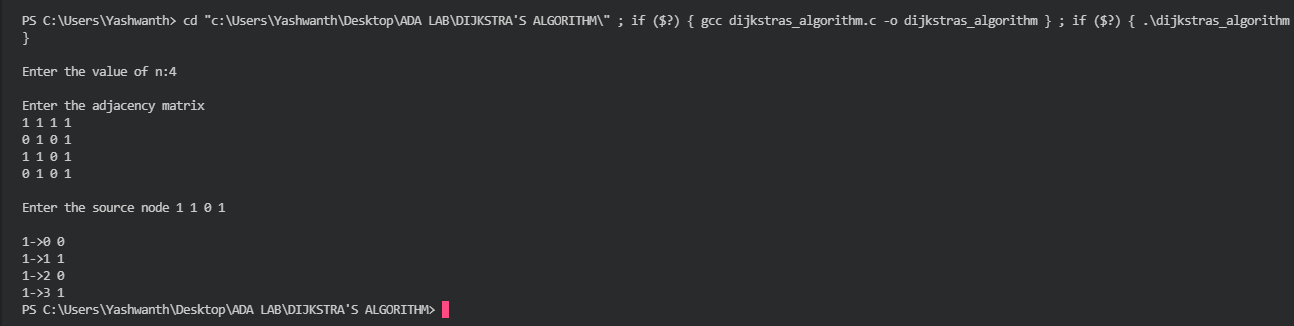 PS C:\Users\Yashwanth> cd "c:\Users\Yashwanth\Desktop\ADA LAB\DIJKSTRA'S ALGORITHM\" ; if ($?) { gcc dijkstras_algorithm.c -o dijkstras_algorithm } ; if ($?) { .\dijkstras_algorithm
}
Enter the value of n:4
Enter the adjacency matrix
1 1 1 1
0 1 0 1
1 1 0 1
0 1 0 1
Enter the source node 1 1 0 1
1->0 0
1->1 1
1->2 0
1->3 1
PS C:\Users\Yashwanth\Desktop\ADA LAB\DIJKSTRA'S ALGORITHM>